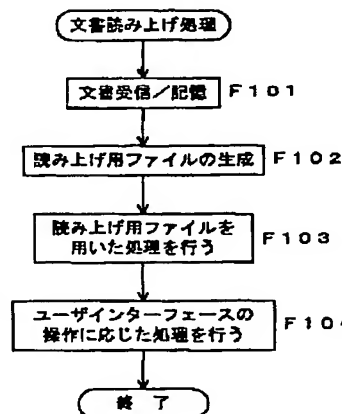 文書読み上げ処理
文書受信／記憶 F101
読み上げ用ファイルの生成 F102
読み上げ用ファイルを
用いた処理を行う F103
ユーザインターフェースの
操作に応じた処理を行う F104
終了